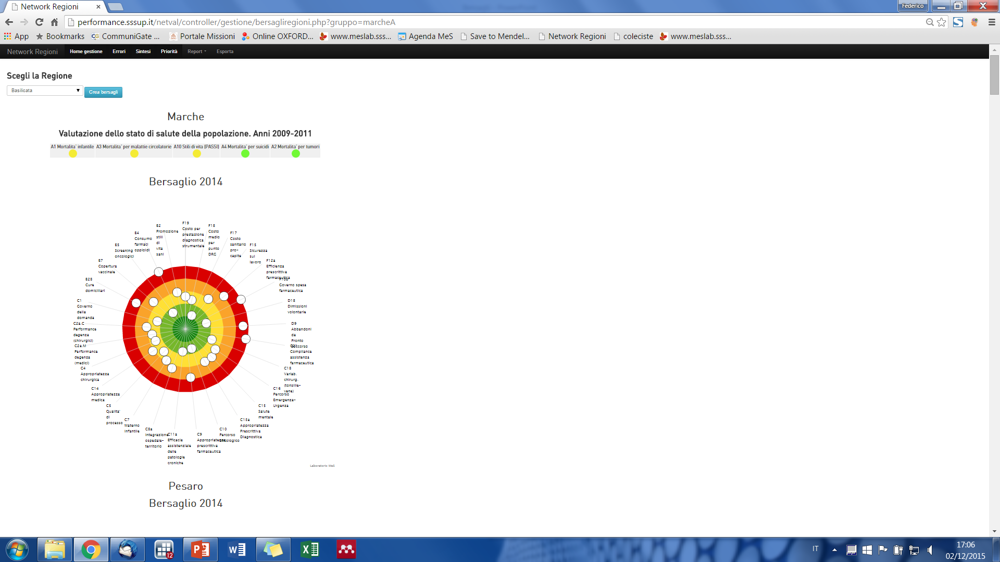 Network Regioni
Federico
performance.sssup.it/netval/controller/gestione/bersagliregioni.php?gruppo=marcheA
App
Bookmarks
CommuniGate ...
Portale Missioni
Online OXFORD...
www.meslab.sss...
Agenda MeS
Save to Mendel...
Network Regioni
coleciste
www.meslab.sss...
Network Regioni
Home gestione
Errori
Sintesi
Priorità
Report
Esporta
Scegli la Regione
Basilicata
Crea bersagli
Marche
Valutazione dello stato di salute della popolazione. Anni 2009-2011
A1 Mortalita' infantile
A3 Mortalita' per malattie circolatorie
A10 Stili di vita (PASSI)
A4 Mortalita' per suicidi
A2 Mortalita' per tumori
Bersaglio 2014
F19
Costo per
prestazione
diagnostica
strumentale
F18
Costo
medio
per
punto
DRG
F17
Costo
sanitario
pro-
capite
F15
Sicurezza
sul
lavoro
F12a
Efficienza
prescrittiva
farmaceutica
Governo spesa
farmaceutica
D18
Dimissioni
volontarie
D9
Abbandoni
da
Pronto
Soccorso
C21
Compliance
assistenza
farmaceutica
C18
Variab.
chirurg.
(tonsille-
vene)
C16
Percorso
Emergenza-
Urgenza
C15
Salute
mentale
C13a
Appropriatezza
Prescrittiva
Diagnostica
C10
Percorso
oncologico
C9
Appropriatezza
prescrittiva
farmaceutica
C11a
Efficacia
assistenziale
delle
patologie
croniche
C8a
Integrazione
ospedale-
territorio
C7
Materno
Infantile
C5
Qualita'
di
processo
C14
Appropriatezza
medica
C4
Appropriatezza
chirurgica
C2a.M
Performance
degenza
(medici)
C2a.C
Performance
degenza
(chirurgici)
C1
Governo
della
domanda
B28
Cure
domiciliari
B7
Copertura
vaccinale
B5
Screening
oncologici
B4
Consumo
farmaci
oppioidi
B2
Promozione
stili
di
vita
sani
Laboratorio MeS
Pesaro
Bersaglio 2014
12
IT
17:06
02/12/2015